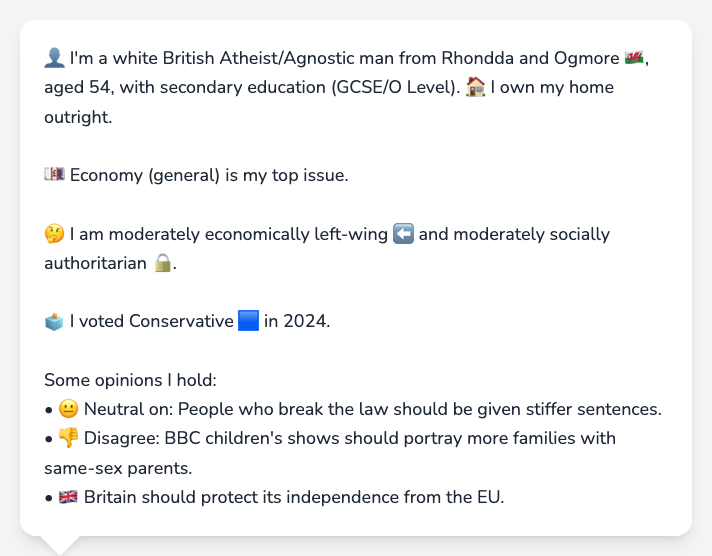 👤 I'm a white British Atheist/Agnostic man from Rhondda and Ogmore 🏴󠁧󠁢󠁷󠁬󠁳󠁿,
aged 54, with secondary education (GCSE/O Level). 🏠 I own my home
outright.
💷 Economy (general) is my top issue.
🤔 I am moderately economically left-wing ⬅️ and moderately socially
authoritarian 🔒.
🗳️ I voted Conservative 🟦 in 2024.
Some opinions I hold:
• 😐 Neutral on: People who break the law should be given stiffer sentences.
• 👎 Disagree: BBC children's shows should portray more families with
same-sex parents.
• 🇬🇧 Britain should protect its independence from the EU.